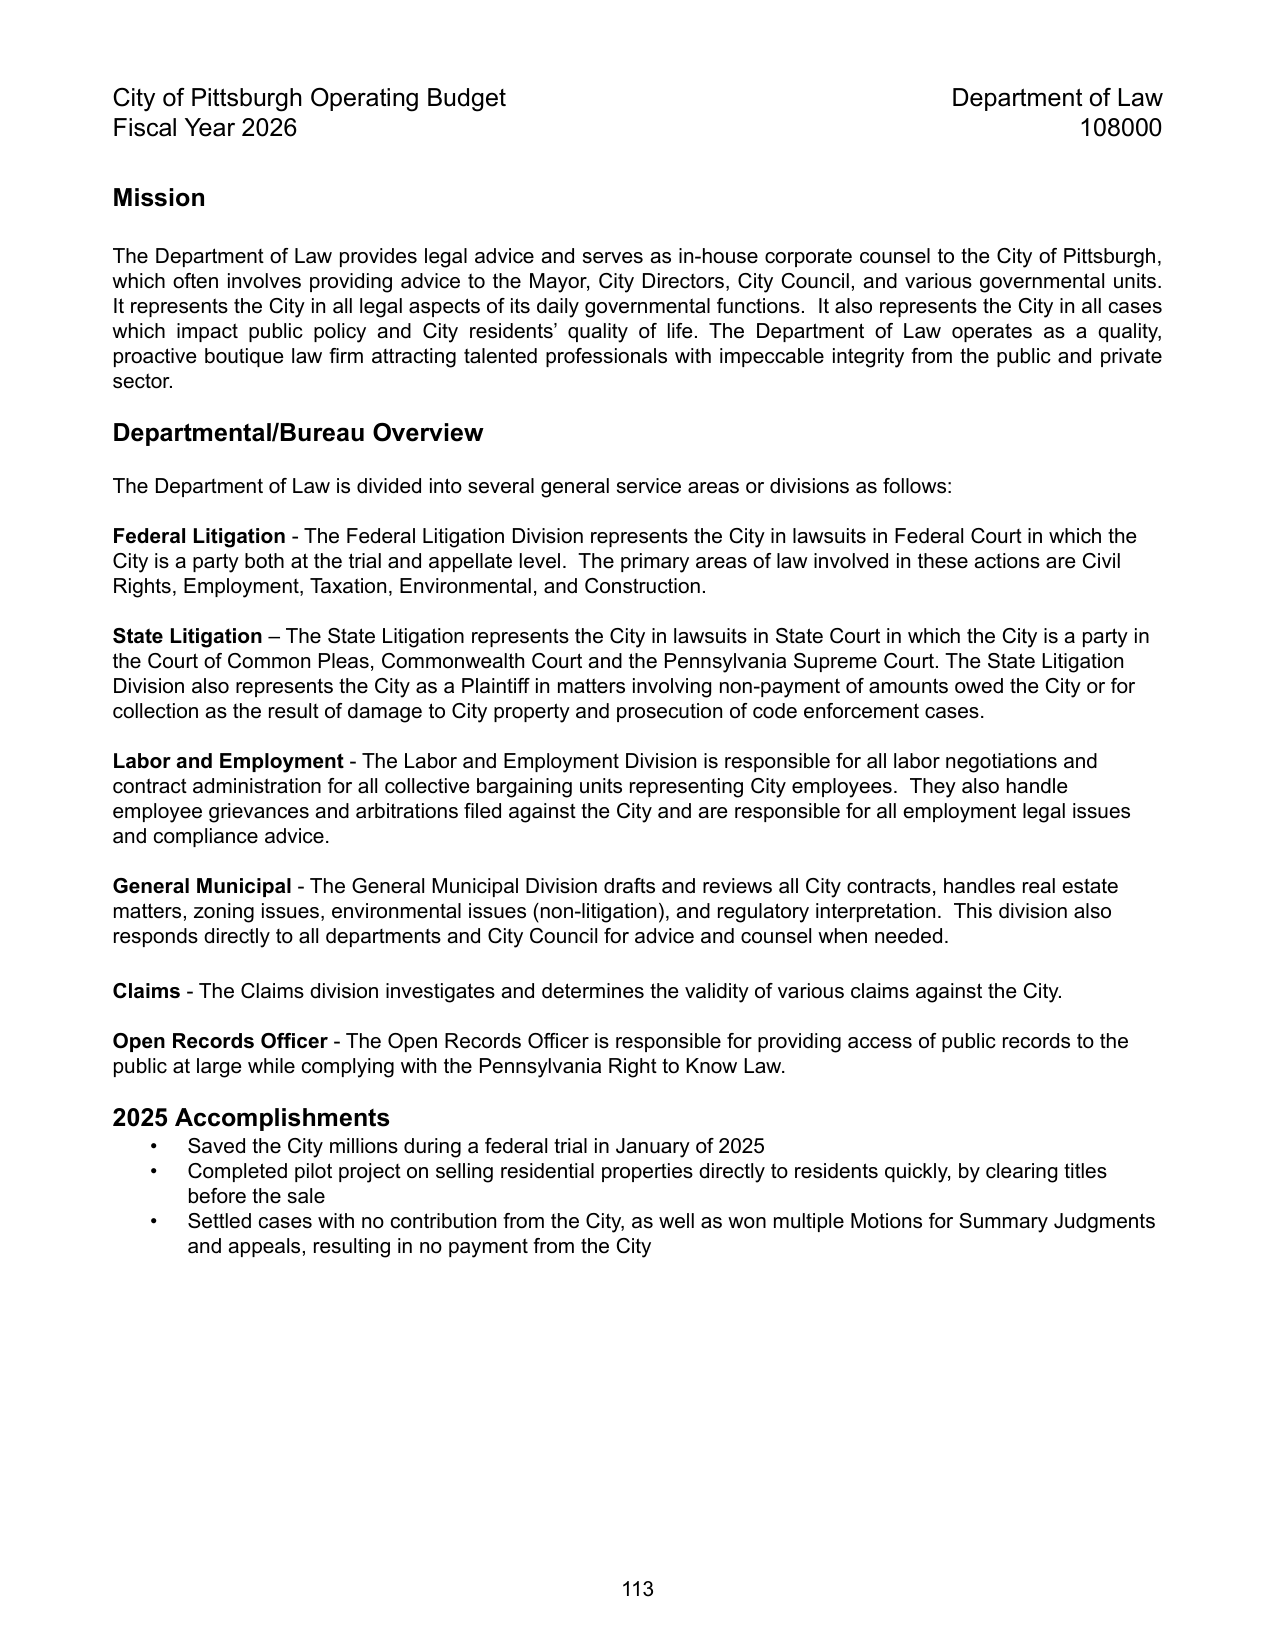 City of Pittsburgh Operating Budget
Fiscal Year 2026
Department of Law
108000
Mission
The Department of Law provides legal advice and serves as in-house corporate counsel to the City of Pittsburgh,
which often involves providing advice to the Mayor, City Directors, City Council, and various governmental units.
It represents the City in all legal aspects of its daily governmental functions.  It also represents the City in all cases
which impact public policy and City residents’ quality of life. The Department of Law operates as a quality,
proactive boutique law firm attracting talented professionals with impeccable integrity from the public and private
sector.
Departmental/Bureau Overview
The Department of Law is divided into several general service areas or divisions as follows:
Federal Litigation - The Federal Litigation Division represents the City in lawsuits in Federal Court in which the
City is a party both at the trial and appellate level.  The primary areas of law involved in these actions are Civil
Rights, Employment, Taxation, Environmental, and Construction.
State Litigation – The State Litigation represents the City in lawsuits in State Court in which the City is a party in
the Court of Common Pleas, Commonwealth Court and the Pennsylvania Supreme Court. The State Litigation
Division also represents the City as a Plaintiff in matters involving non-payment of amounts owed the City or for
collection as the result of damage to City property and prosecution of code enforcement cases.
Labor and Employment - The Labor and Employment Division is responsible for all labor negotiations and
contract administration for all collective bargaining units representing City employees.  They also handle
employee grievances and arbitrations filed against the City and are responsible for all employment legal issues
and compliance advice.
General Municipal - The General Municipal Division drafts and reviews all City contracts, handles real estate
matters, zoning issues, environmental issues (non-litigation), and regulatory interpretation.  This division also
responds directly to all departments and City Council for advice and counsel when needed.
Claims - The Claims division investigates and determines the validity of various claims against the City.
Open Records Officer - The Open Records Officer is responsible for providing access of public records to the
public at large while complying with the Pennsylvania Right to Know Law.
2025 Accomplishments
• Saved the City millions during a federal trial in January of 2025
• Completed pilot project on selling residential properties directly to residents quickly, by clearing titles
before the sale
• Settled cases with no contribution from the City, as well as won multiple Motions for Summary Judgments
and appeals, resulting in no payment from the City
113